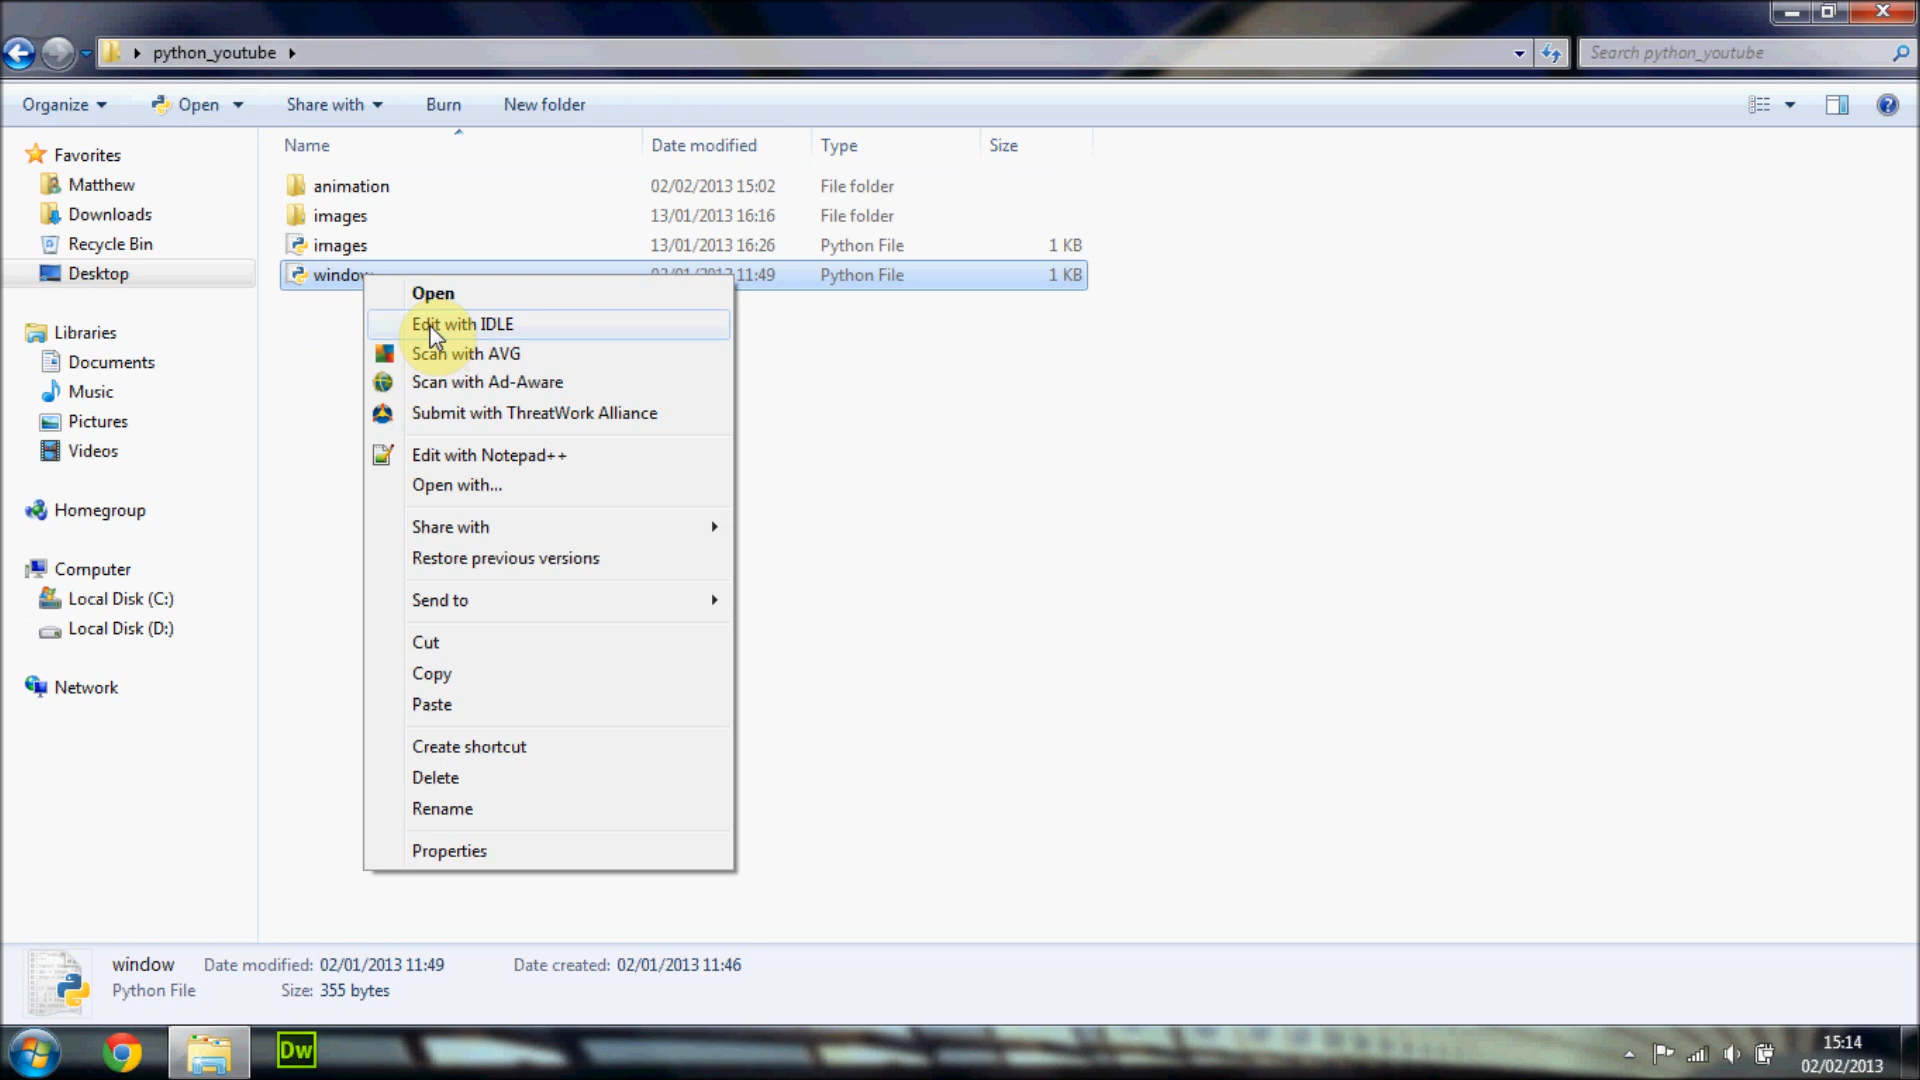 python_youtube
Search python_youtube
Organize Open Share with Burn New folder
Name Date modified Type Size
Favorites
Matthew
Downloads
Recycle Bin
Desktop
Libraries
Documents
Music
Pictures
Videos
Homegroup
Computer
Local Disk (C:)
Local Disk (D:)
Network
animation 02/02/2013 15:02 File folder
images 13/01/2013 16:16 File folder
images 13/01/2013 16:26 Python File 1 KB
window 02/01/2013 11:49 Python File 1 KB
Open
Edit with IDLE
Scan with AVG
Scan with Ad-Aware
Submit with ThreatWork Alliance
Edit with Notepad++
Open with...
Share with
Restore previous versions
Send to
Cut
Copy
Paste
Create shortcut
Delete
Rename
Properties
window Date modified: 02/01/2013 11:49 Date created: 02/01/2013 11:46
Python File Size: 355 bytes
Dw
15:14
02/02/2013